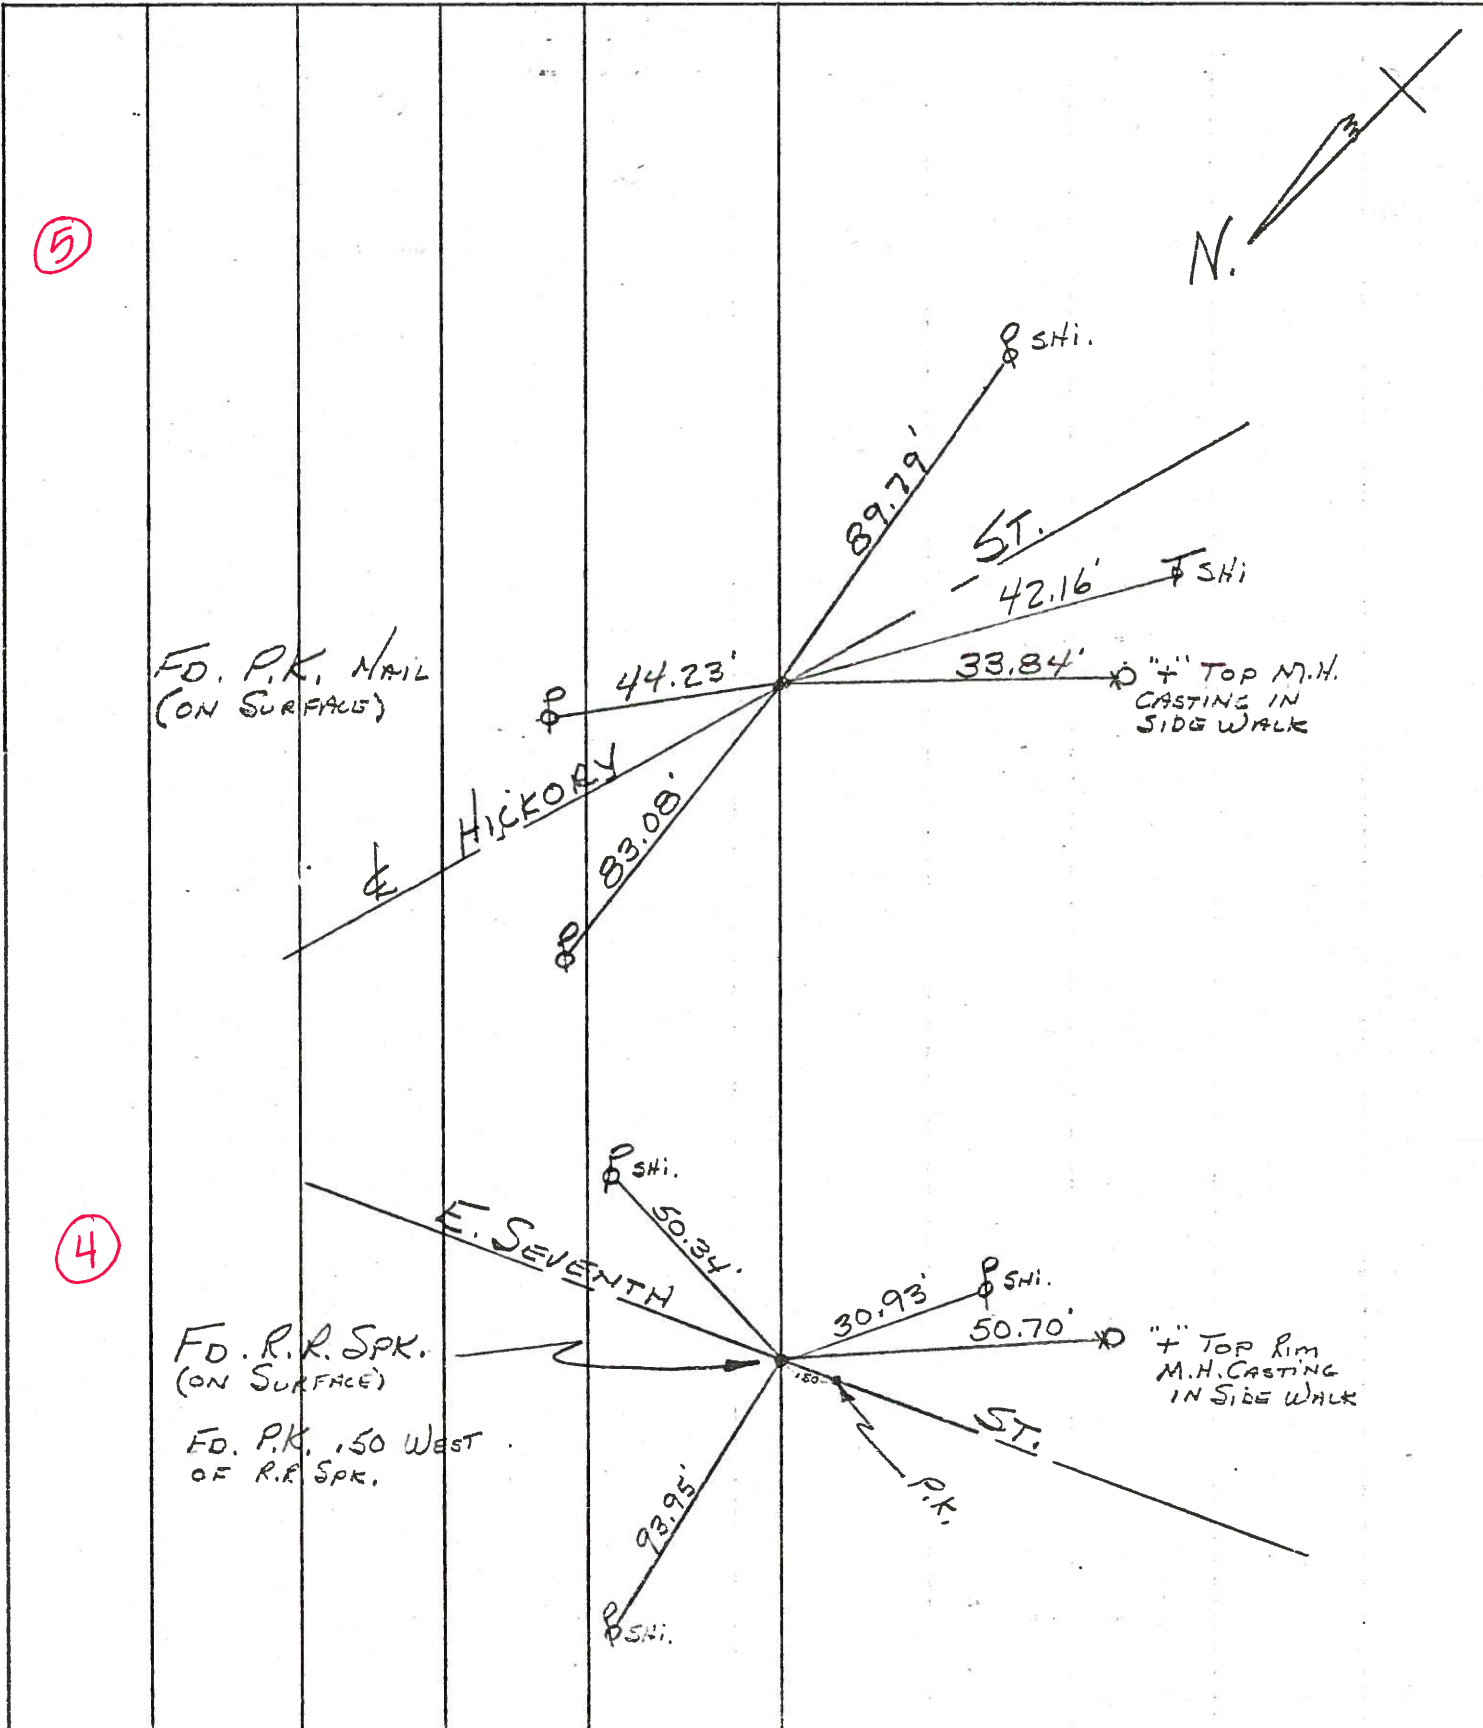 N.
5
SHi.
89.79'
ST.
42.16'
SHi
FD. P.K. NAIL
(ON SURFACE)
44.23'
33.84'
"+" TOP M.H.
CASTING IN
SIDE WALK
℄ HICKORY
83.08'
4
SHi.
E. SEVENTH
50.34'
30.93'
SHi.
50.70'
"+" TOP RIM
M.H. CASTING
IN SIDE WALK
FD. R.R. SPK.
(ON SURFACE)
.50
FD. P.K. .50 WEST
OF R.R. SPK.
ST.
P.K.
93.95'
SHi.